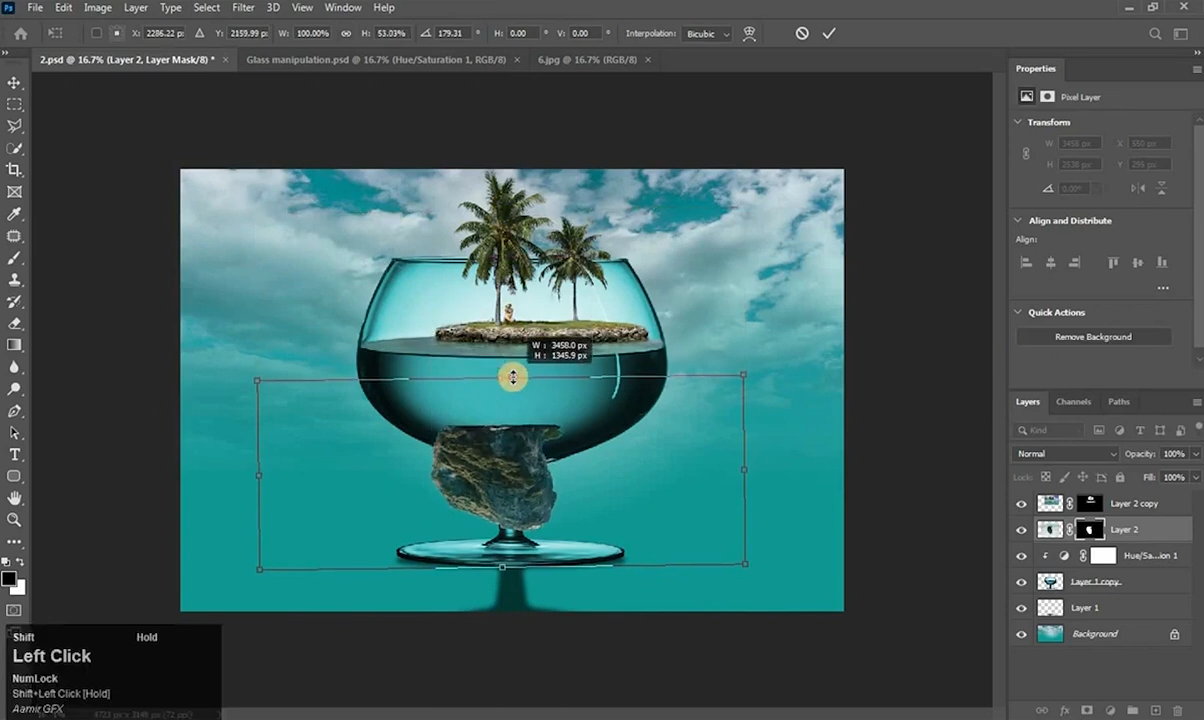 Ps File Edit Image Layer Type Select Filter 3D View Window Help
X: 2286.22 px Y: 2159.99 px W: 100.00% H: 53.03% 179.31 ° H: 0.00 ° V: 0.00 ° Interpolation: Bicubic
2.psd @ 16.7% (Layer 2, Layer Mask/8) * × Glass manipulation.psd @ 16.7% (Hue/Saturation 1, RGB/8) × 6.jpg @ 16.7% (RGB/8) ×
Properties
Pixel Layer
Transform
W 3458 px X 550 px
H 2538 px Y 255 px
0.00°
Align and Distribute
Align:
Quick Actions
Remove Background
W : 3458.0 px
H : 1345.9 px
Layers Channels Paths
Kind
Normal Opacity: 100%
Lock: Fill: 100%
Layer 2 copy
Layer 2
Hue/Sa...ion 1
Layer 1 copy
Layer 1
Background
Shift Hold
Left Click
NumLock
Shift+Left Click [Hold]
Aamir GFX